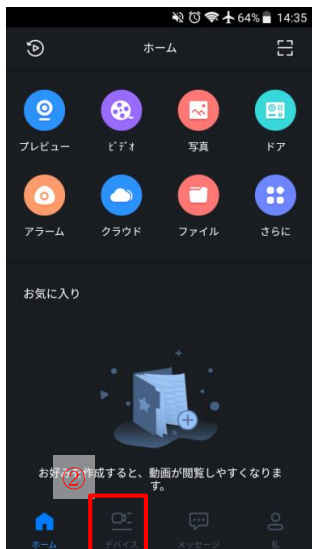 64% 14:35
ホーム
プレビュー ビデオ 写真 ドア
アラーム クラウド ファイル さらに
お気に入り
②
お好みを作成すると、動画が閲覧しやすくなりま
す。
ホーム デバイス メッセージ 私